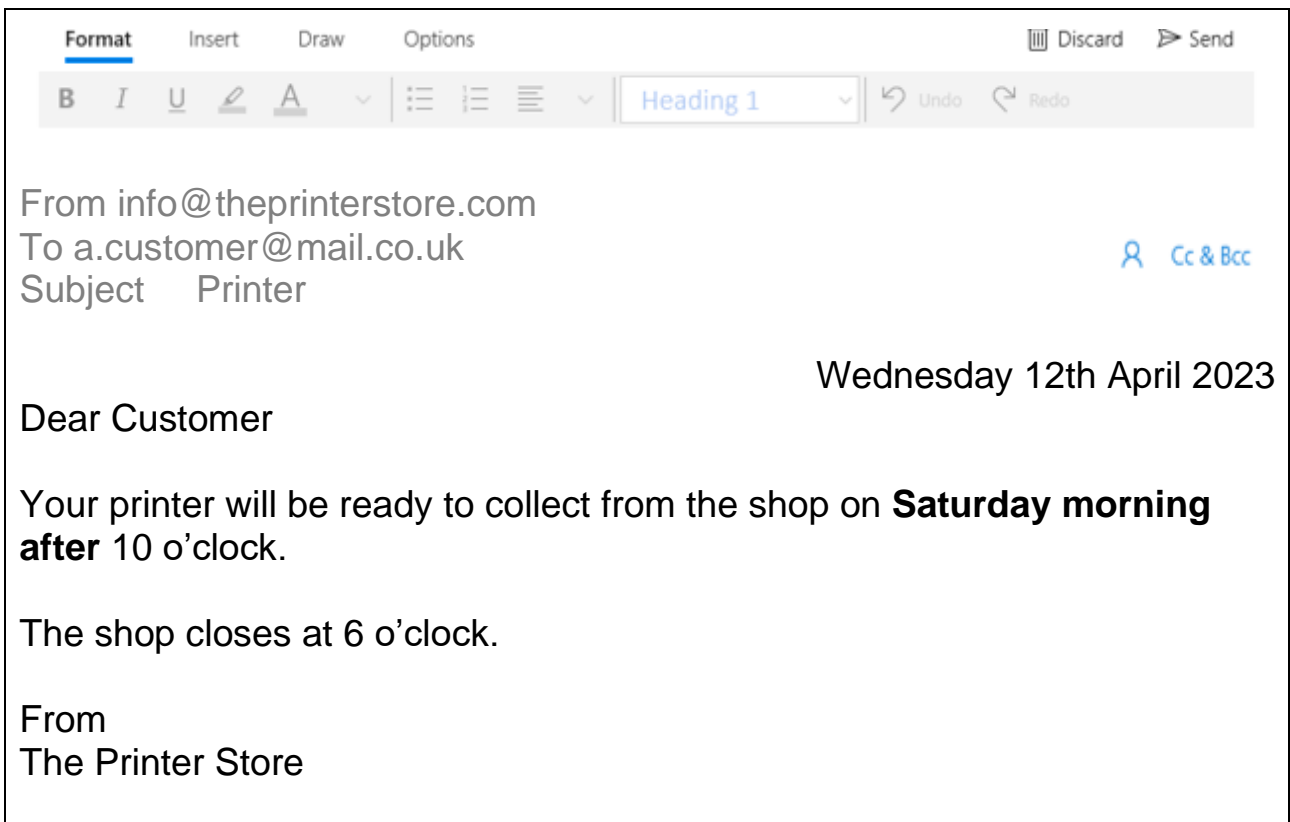 Format Insert Draw Options Discard Send
B I U A Heading 1 Undo Redo
From info@theprinterstore.com
To a.customer@mail.co.uk
Cc & Bcc
Subject Printer
Wednesday 12th April 2023
Dear Customer
Your printer will be ready to collect from the shop on Saturday morning
after 10 o’clock.
The shop closes at 6 o’clock.
From
The Printer Store